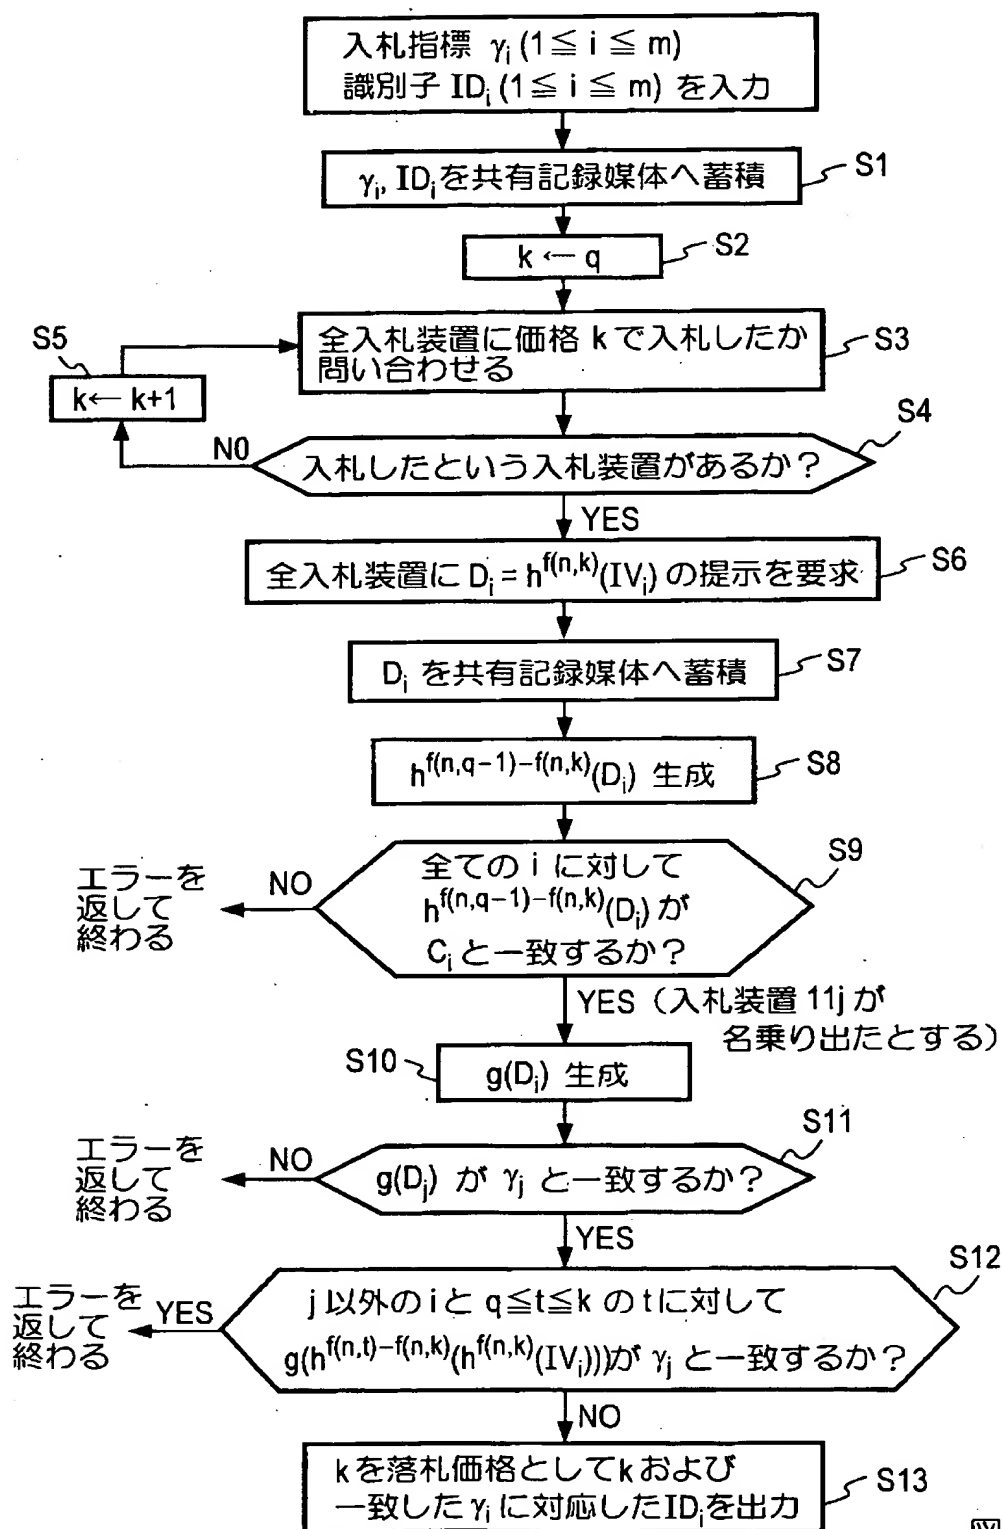 入札指標 γi (1≦ i ≦ m)
識別子 IDi (1≦ i ≦ m) を入力
γi, IDiを共有記録媒体へ蓄積
S1
k ← q
S2
S5
全入札装置に価格 k で入札したか
問い合わせる
S3
k← k+1
S4
NO
入札したという入札装置があるか?
YES
全入札装置に Di = h^f(n,k)(IVi) の提示を要求
S6
Di を共有記録媒体へ蓄積
S7
h^f(n,q−1)−f(n,k)(Di) 生成
S8
S9
全ての i に対して
h^f(n,q−1)−f(n,k)(Di) が
Ci と一致するか?
NO
エラーを
返して
終わる
YES (入札装置 11j が
名乗り出たとする)
S10
g(Di) 生成
S11
g(Dj) が γj と一致するか?
NO
エラーを
返して
終わる
YES
S12
j 以外の i と q≦t≦k のtに対して
g(h^f(n,t)−f(n,k)(h^f(n,k)(IVi)))が γj と一致するか?
YES
エラーを
返して
終わる
NO
kを落札価格としてkおよび
一致した γi に対応したIDiを出力
S13